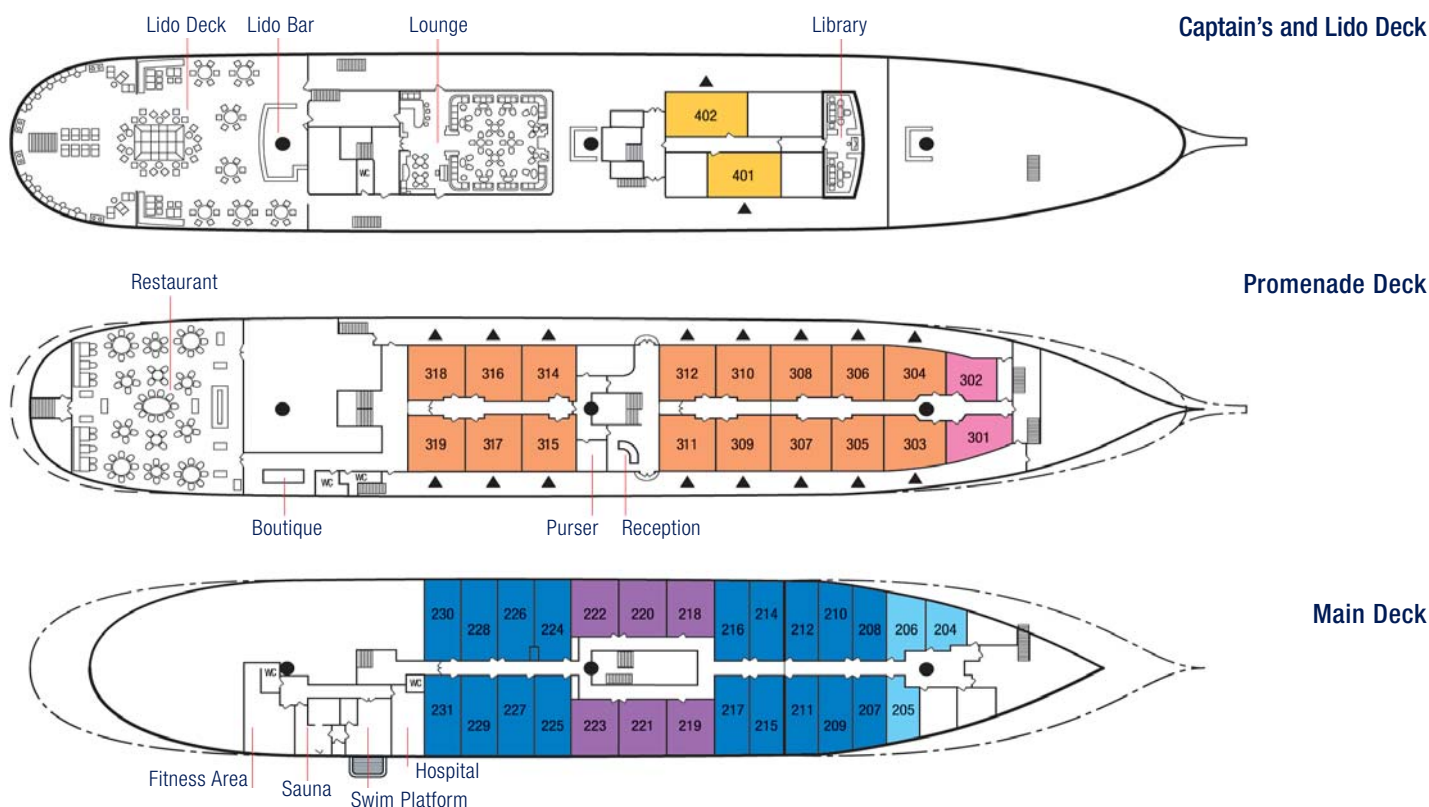 Lido Deck Lido Bar Lounge Library Captain's and Lido Deck
402
WC
401
Restaurant Promenade Deck
318 316 314 312 310 308 306 304 302
319 317 315 311 309 307 305 303 301
WC WC
Boutique Purser Reception
Main Deck
230 228 226 224 222 220 218 216 214 212 210 208 206 204
WC
WC
231 229 227 225 223 221 219 217 215 211 209 207 205
Fitness Area Sauna Swim Platform Hospital